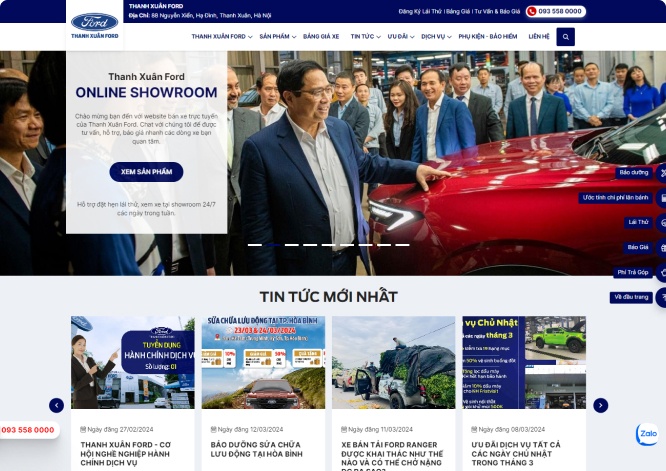 THANH XUÂN FORD
Địa Chỉ: 88 Nguyễn Xiển, Hạ Đình, Thanh Xuân, Hà Nội
Đăng Ký Lái Thử | Bảng Giá | Tư Vấn & Báo Giá
093 558 0000
Ford
THANH XUÂN FORD
THANH XUÂN FORD
SẢN PHẨM
BẢNG GIÁ XE
TIN TỨC
ƯU ĐÃI
DỊCH VỤ
PHỤ KIỆN - BẢO HIỂM
LIÊN HỆ
Thanh Xuân Ford
ONLINE SHOWROOM
Chào mừng bạn đến với website bán xe trực tuyến
của Thanh Xuân Ford. Chat với chúng tôi để được
tư vấn, hỗ trợ, báo giá nhanh các dòng xe bạn
quan tâm.
XEM SẢN PHẨM
Hỗ trợ đặt hẹn lái thử, xem xe tại showroom 24/7
các ngày trong tuần.
Bảo dưỡng
Ước tính chi phí lăn bánh
Lái Thử
Báo Giá
Phí Trả Góp
Về đầu trang
TIN TỨC MỚI NHẤT
Ford
TUYỂN DỤNG
HÀNH CHÍNH DỊCH V
Số lượng: 01
SỬA CHỮA LƯU ĐỘNG TẠI TP. HÒA BÌNH
23/03 & 24/03/2024
50%
10%
vụ Chủ Nhật
các ngày tháng 3
Ngày đăng 27/02/2024
THANH XUÂN FORD - CƠ
HỘI NGHỀ NGHIỆP HÀNH
CHÍNH DỊCH VỤ
Ngày đăng 12/03/2024
BẢO DƯỠNG SỬA CHỮA
LƯU ĐỘNG TẠI HÒA BÌNH
Ngày đăng 11/03/2024
XE BÁN TẢI FORD RANGER
ĐƯỢC KHAI THÁC NHƯ THẾ
NÀO VÀ CÓ THỂ CHỞ NẶNG
Ngày đăng 08/03/2024
ƯU ĐÃI DỊCH VỤ TẤT CẢ
CÁC NGÀY CHỦ NHẬT
TRONG THÁNG 3
093 558 0000
Zalo